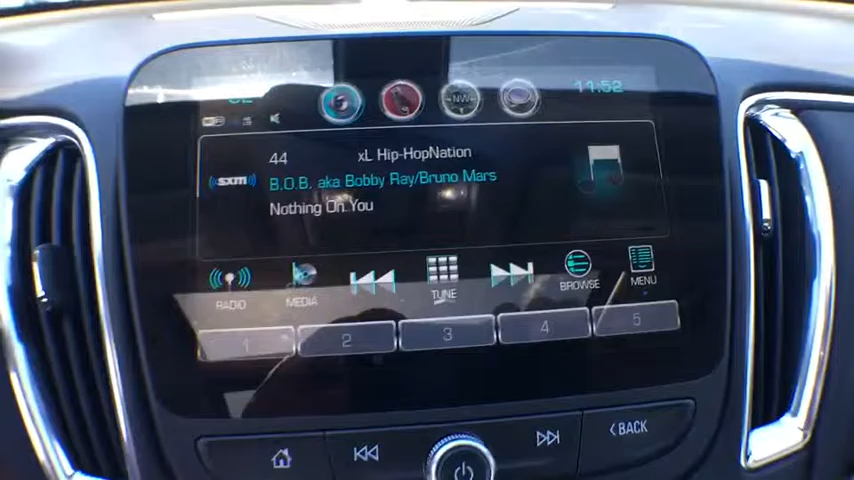 NW
11:52
44 xL Hip-HopNation
sxm B.O.B. aka Bobby Ray/Bruno Mars
Nothing On You
RADIO MEDIA TUNE BROWSE MENU
1 2 3 4 5
BACK